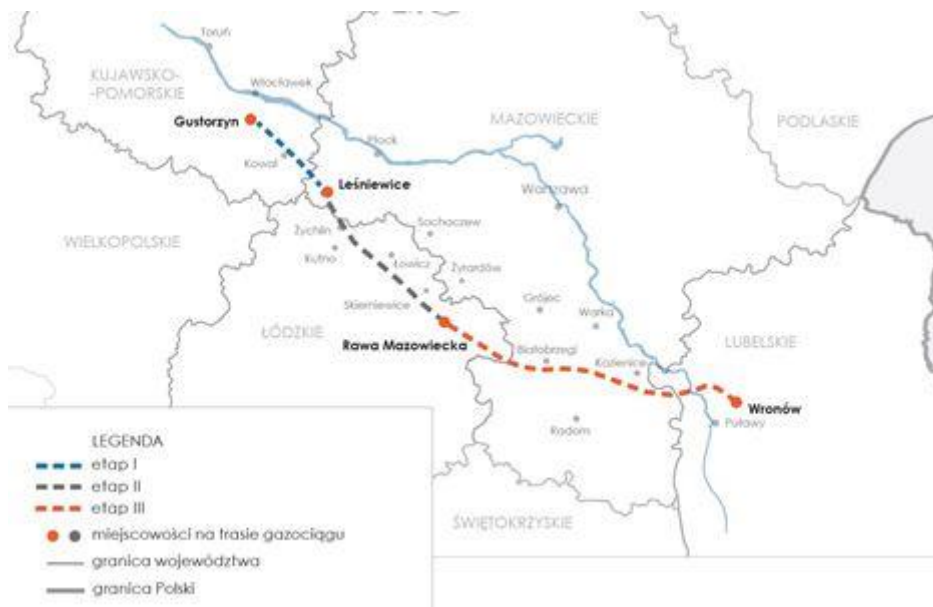 Toruń
KUJAWSKO-
-POMORSKIE
Włocławek
Gustorzyn
MAZOWIECKIE
PODLASKIE
Płock
Kowal
Leśniewice
Warszawa
WIELKOPOLSKIE
Żychlin
Sochaczew
Kutno
Łowicz
Żyrardów
Skierniewice
Grójec
Warka
ŁÓDZKIE
Rawa Mazowiecka
Białobrzegi
LUBELSKIE
Kozienice
Wronów
Puławy
Radom
LEGENDA
etap I
etap II
etap III
miejscowości na trasie gazociągu
granica województwa
granica Polski
ŚWIĘTOKRZYSKIE